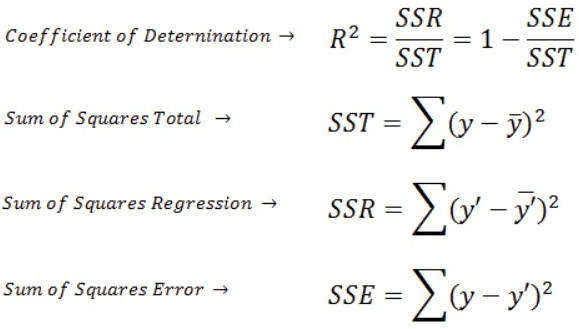 Coefficient of Deternination → R² = SSR/SST = 1 − SSE/SST
Sum of Squares Total → SST = ∑(y − ȳ)²
Sum of Squares Regression → SSR = ∑(y′ − y̅′)²
Sum of Squares Error → SSE = ∑(y − y′)²